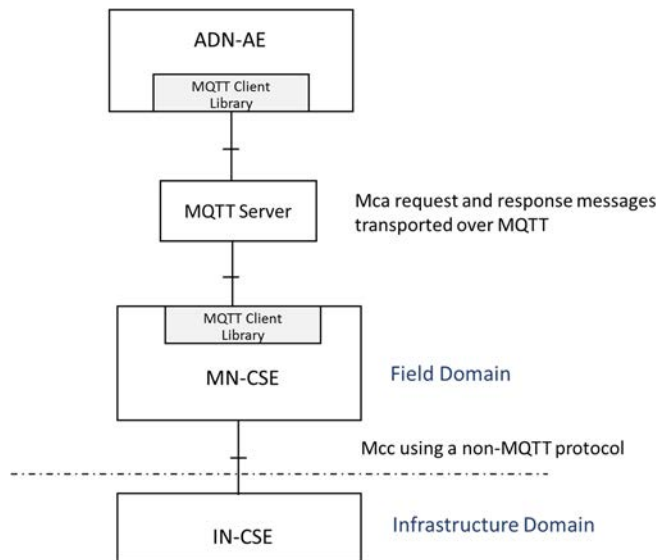 ADN-AE
MQTT Client
Library
MQTT Server
Mca request and response messages
transported over MQTT
MQTT Client
Library
MN-CSE
Field Domain
Mcc using a non-MQTT protocol
IN-CSE
Infrastructure Domain